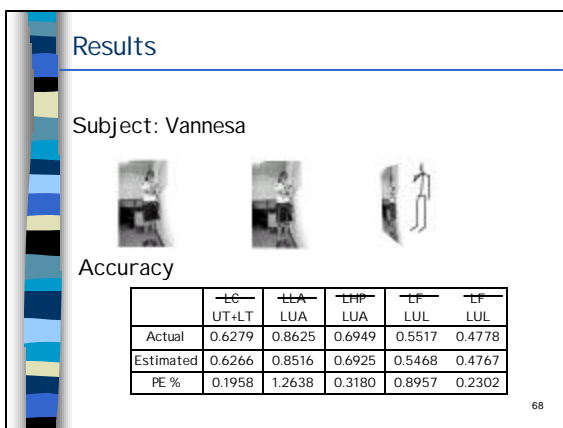 Results
Subject: Vannesa
Accuracy
LC LLA LHP LF LF
UT+LT LUA LUA LUL LUL
Actual 0.6279 0.8625 0.6949 0.5517 0.4778
Estimated 0.6266 0.8516 0.6925 0.5468 0.4767
PE % 0.1958 1.2638 0.3180 0.8957 0.2302
68